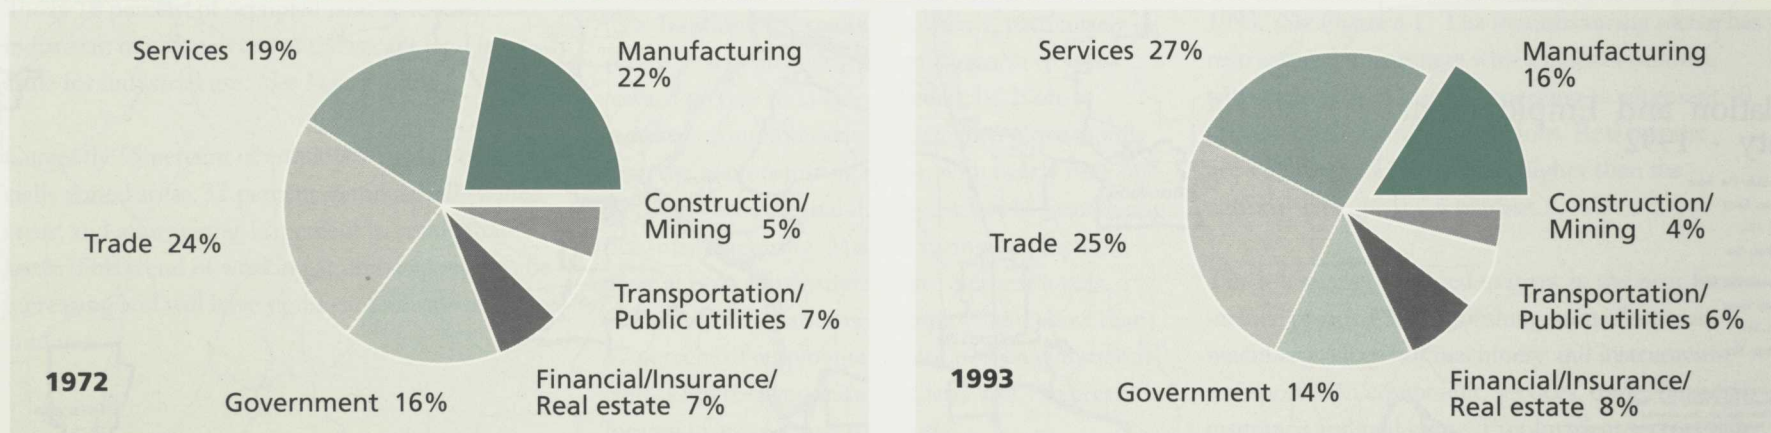 Services 19%
Manufacturing
22%
Construction/
Mining 5%
Transportation/
Public utilities 7%
Financial/Insurance/
Real estate 7%
Government 16%
Trade 24%
1972
Services 27%
Manufacturing
16%
Construction/
Mining 4%
Transportation/
Public utilities 6%
Financial/Insurance/
Real estate 8%
Government 14%
Trade 25%
1993